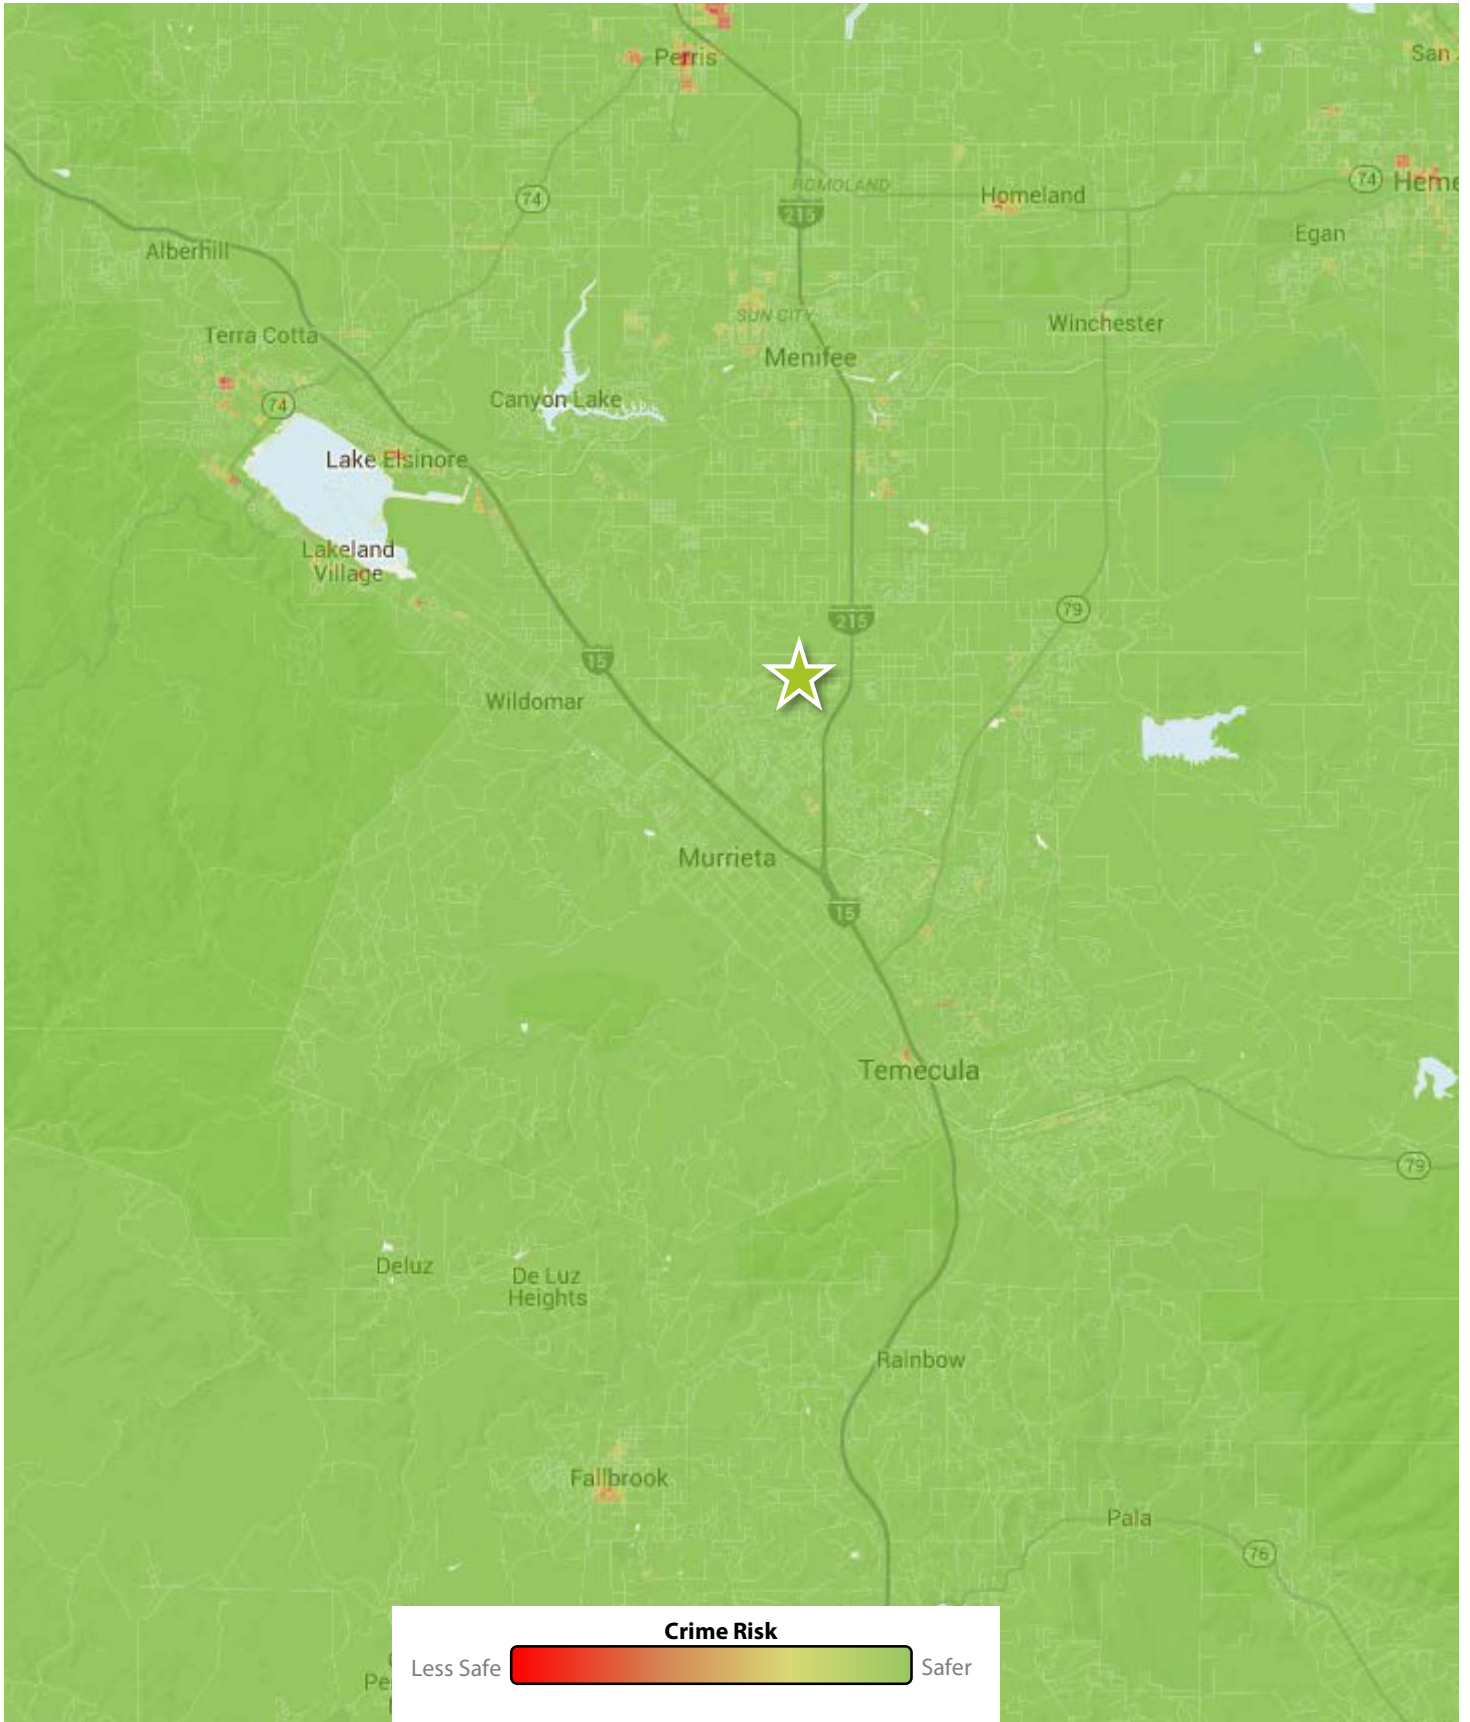 Perris
San
74
ROMOLAND
Homeland
74
215
Alberhill
Egan
SUN CITY
Winchester
Terra Cotta
Menifee
Canyon Lake
74
Lake Elsinore
Lakeland
Village
79
215
15
Wildomar
Murrieta
15
Temecula
79
Deluz
De Luz
Heights
Rainbow
Fallbrook
Pala
76
Crime Risk
Less Safe
Safer